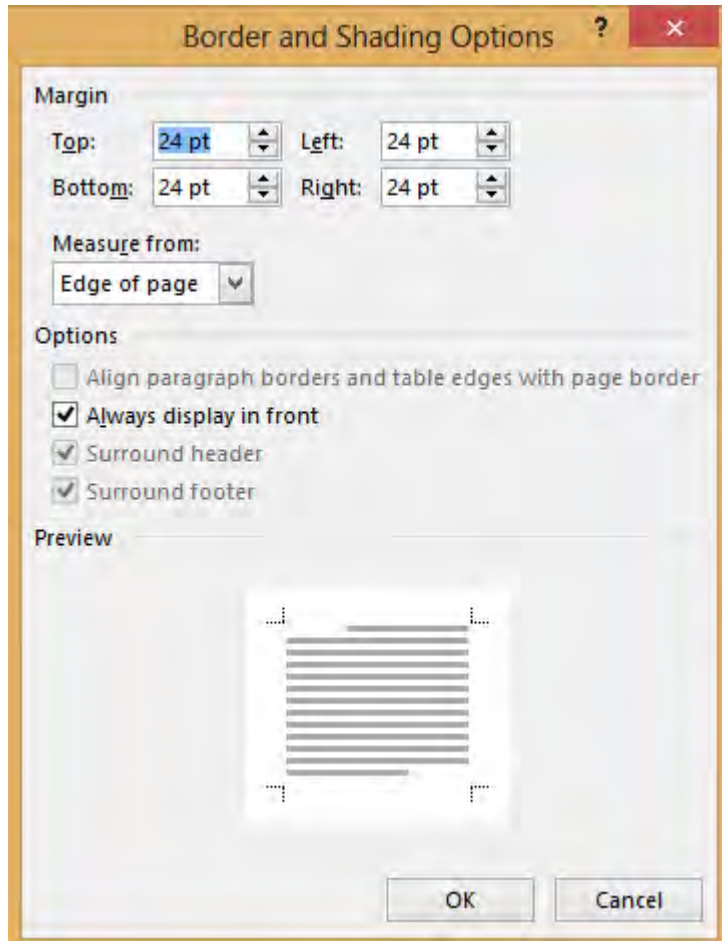 Border and Shading Options ? ×
Margin
Top: 24 pt Left: 24 pt
Bottom: 24 pt Right: 24 pt
Measure from:
Edge of page
Options
Align paragraph borders and table edges with page border
Always display in front
Surround header
Surround footer
Preview
OK Cancel